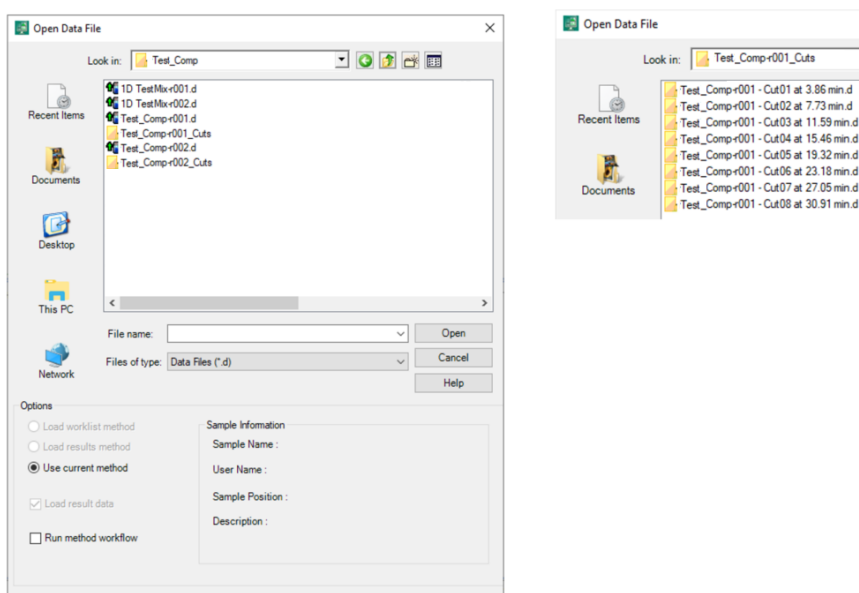 Open Data File
Look in: Test_Comp
1D TestMix-r001.d
1D TestMix-r002.d
Test_Comp-r001.d
Test_Comp-r001_Cuts
Test_Comp-r002.d
Test_Comp-r002_Cuts
Recent Items
Documents
Desktop
This PC
Network
File name:
Open
Files of type: Data Files (*.d)
Cancel
Help
Options
Load worklist method
Load results method
Use current method
Load result data
Run method workflow
Sample Information
Sample Name :
User Name :
Sample Position :
Description :
Open Data File
Look in: Test_Comp-r001_Cuts
Recent Items
Documents
Test_Comp-r001 - Cut01 at 3.86 min.d
Test_Comp-r001 - Cut02 at 7.73 min.d
Test_Comp-r001 - Cut03 at 11.59 min.d
Test_Comp-r001 - Cut04 at 15.46 min.d
Test_Comp-r001 - Cut05 at 19.32 min.d
Test_Comp-r001 - Cut06 at 23.18 min.d
Test_Comp-r001 - Cut07 at 27.05 min.d
Test_Comp-r001 - Cut08 at 30.91 min.d